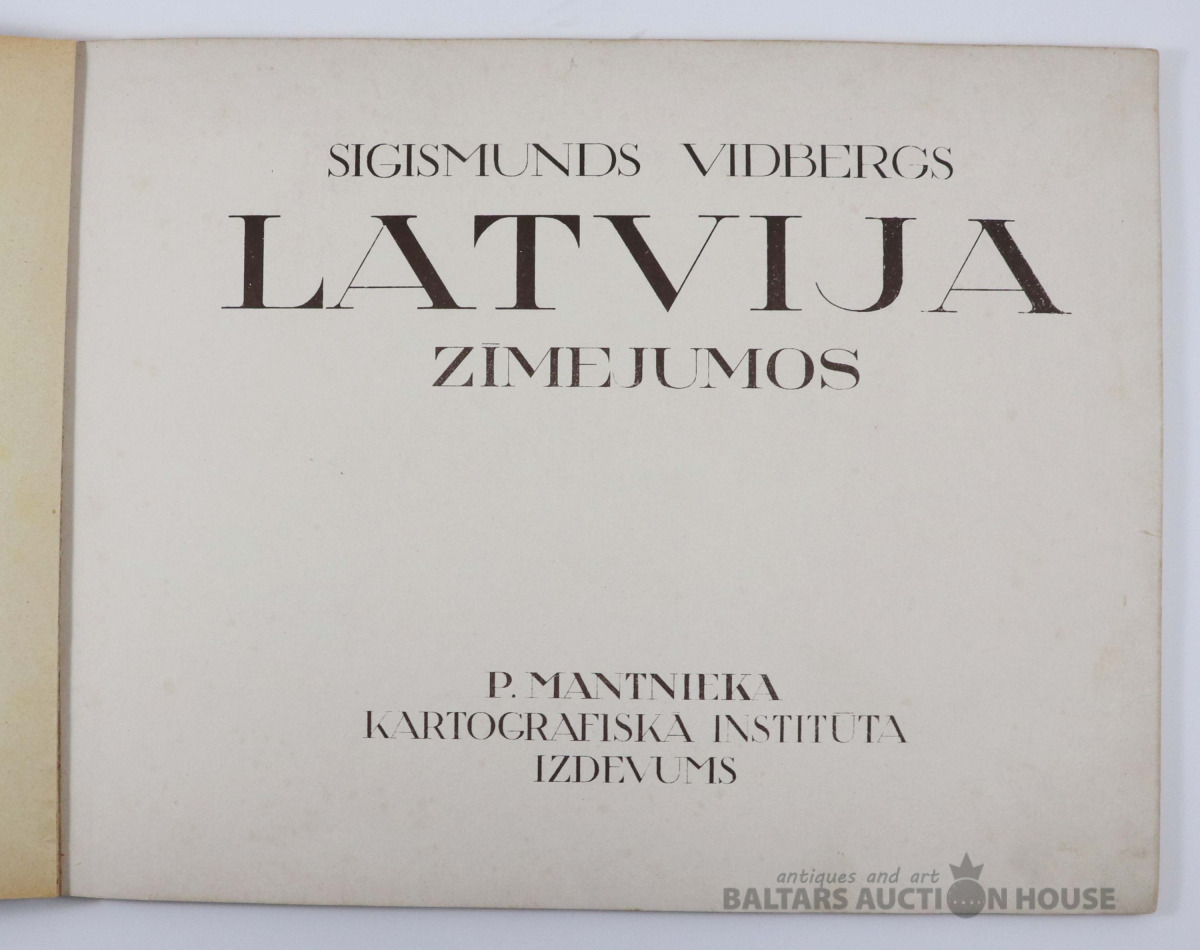 SIGISMUNDS VIDBERGS
LATVIJA
ZĪMEJUMOS
P. MANTNIEKA
KARTOGRAFISKĀ INSTITŪTA
IZDEVUMS
antiques and art
BALTARS AUCTION HOUSE